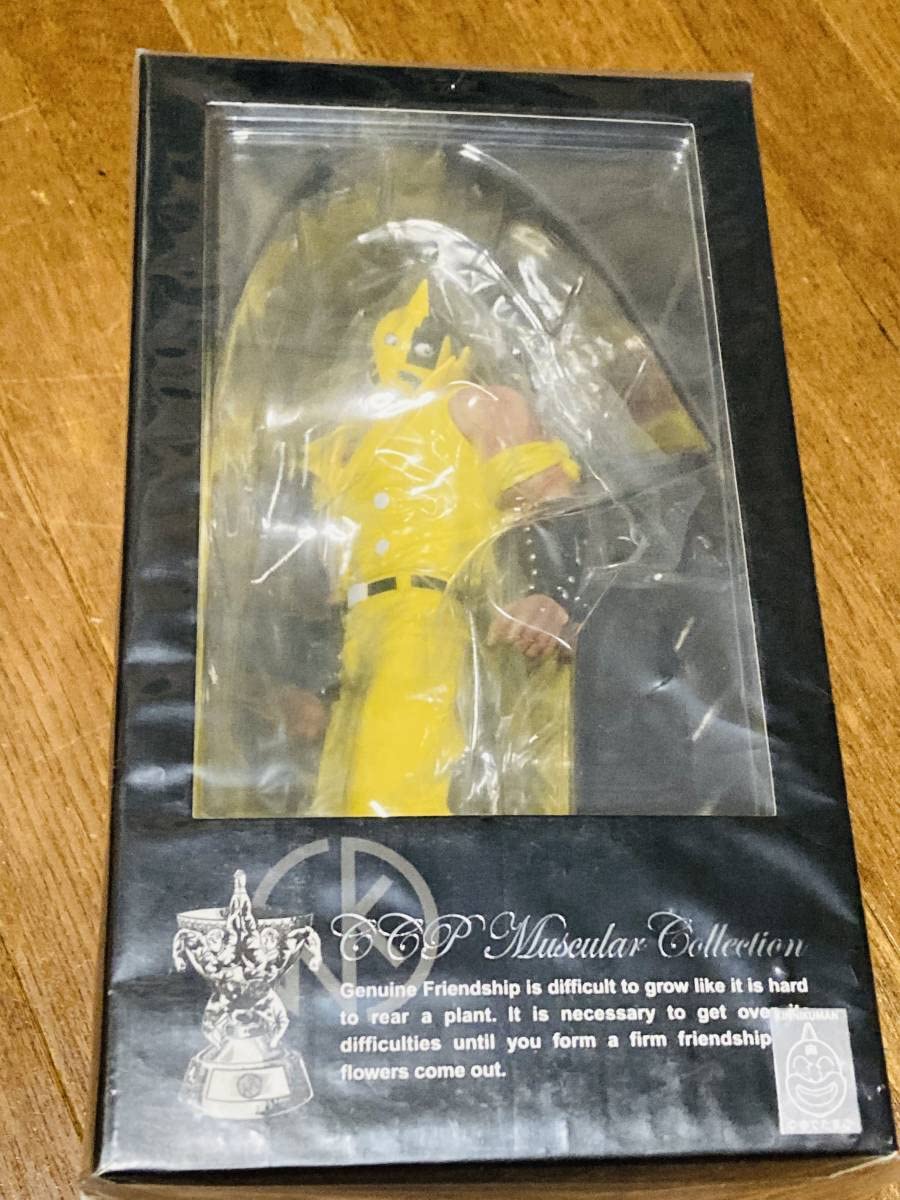 CCP Muscular Collection
Genuine Friendship is difficult to grow like it is hard
to rear a plant. It is necessary to get over
difficulties until you form a firm friendship
flowers come out.
KINNIKUMAN
肉